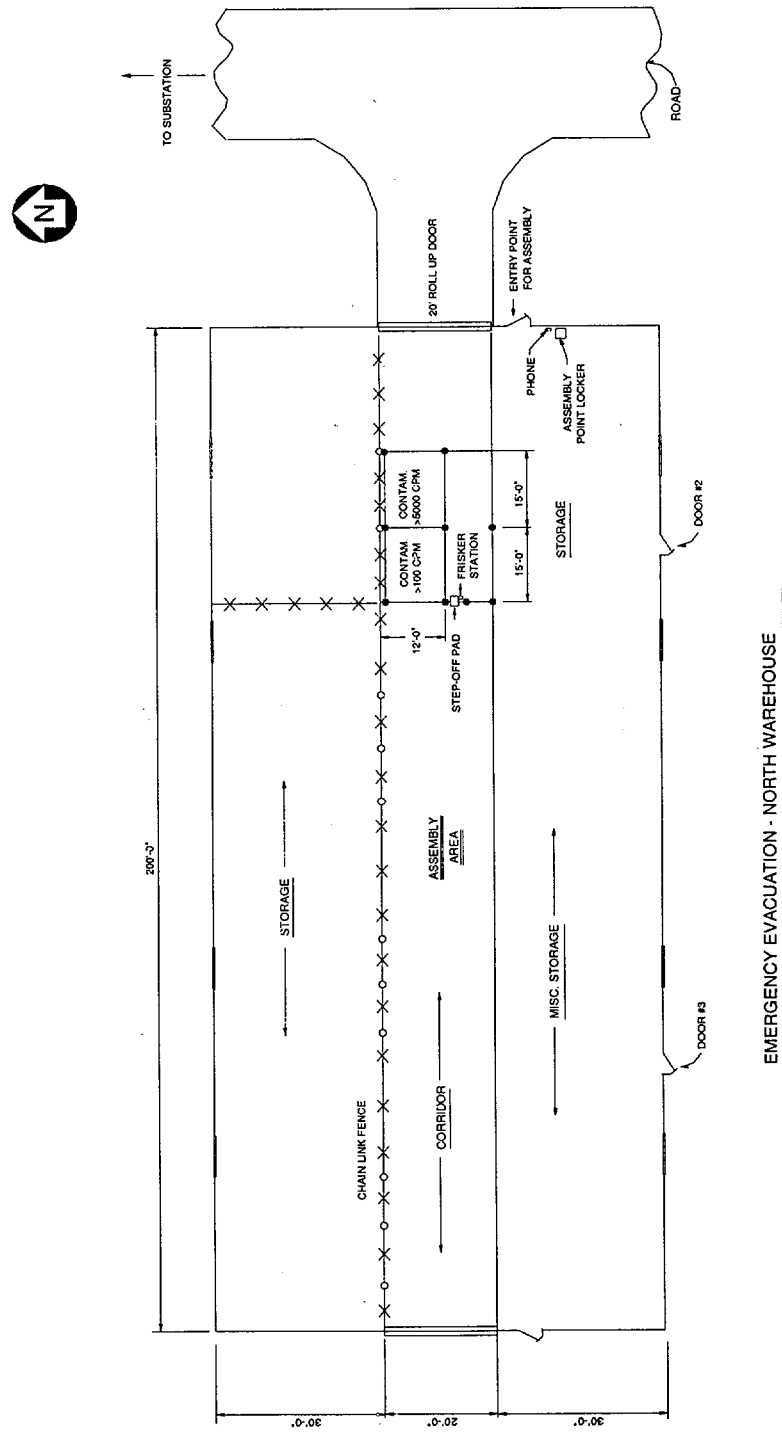 TO SUBSTATION
N
ROAD
20' ROLL UP DOOR
ENTRY POINT
FOR ASSEMBLY
PHONE
ASSEMBLY
POINT LOCKER
CONTAM.
>5000 CPM
CONTAM.
>100 CPM
FRISKER
STATION
STEP-OFF PAD
12'-0"
15'-0"
15'-0"
STORAGE
DOOR #2
200'-0"
STORAGE
ASSEMBLY
AREA
MISC. STORAGE
CHAIN LINK FENCE
CORRIDOR
DOOR #3
30'-0"
20'-0"
30'-0"
EMERGENCY EVACUATION - NORTH WAREHOUSE